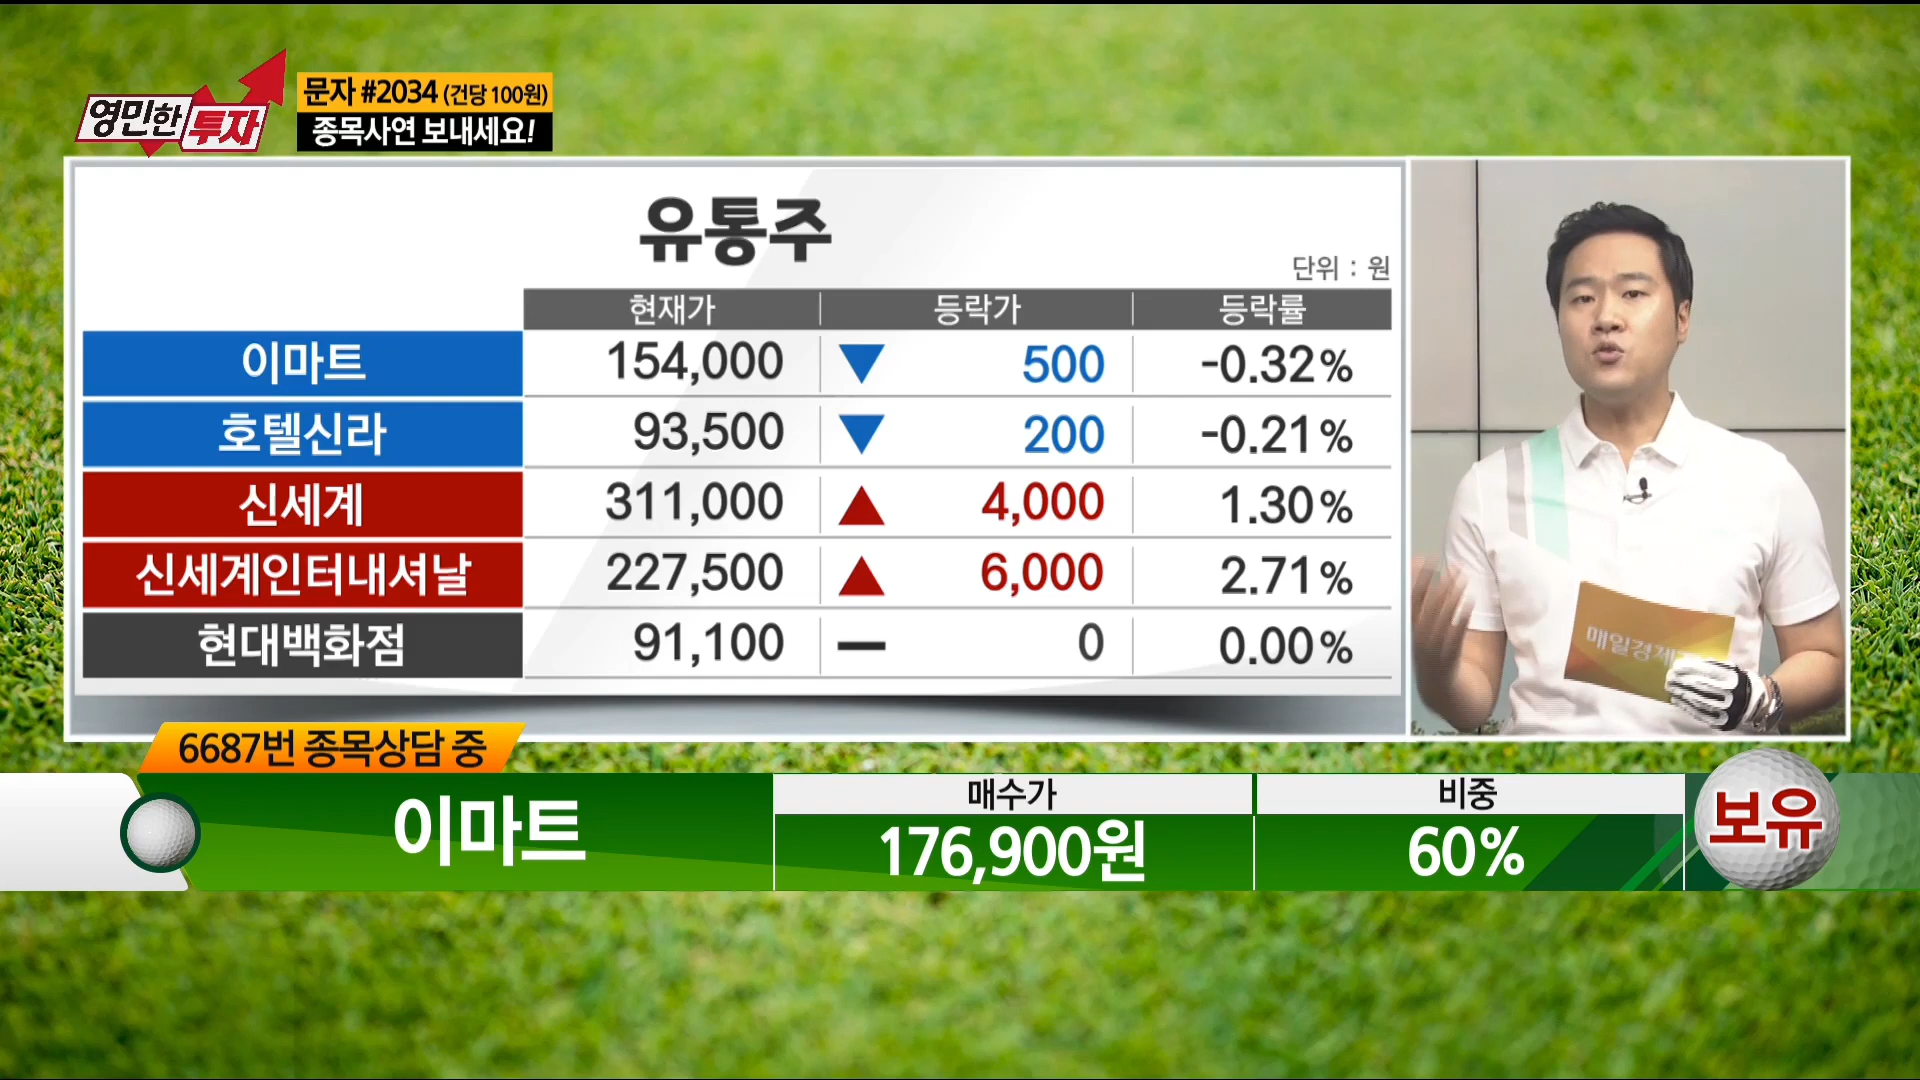 영민한 투자
문자 #2034 (건당 100원)
종목사연 보내세요!
유통주
단위 : 원
현재가 등락가 등락률
이마트 154,000 ▼ 500 -0.32%
호텔신라 93,500 ▼ 200 -0.21%
신세계 311,000 ▲ 4,000 1.30%
신세계인터내셔날 227,500 ▲ 6,000 2.71%
현대백화점 91,100 — 0 0.00%
매일경제
6687번 종목상담 중
이마트
매수가
176,900원
비중
60%
보유